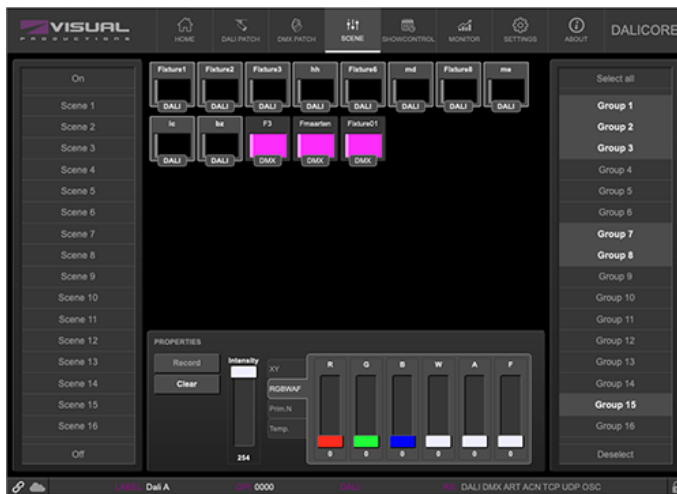 VISUAL
PRODUCTIONS
HOME
DALI PATCH
DMX PATCH
SCENE
SHOWCONTROL
MONITOR
SETTINGS
ABOUT
DALICORE
On
Scene 1
Scene 2
Scene 3
Scene 4
Scene 5
Scene 6
Scene 7
Scene 8
Scene 9
Scene 10
Scene 11
Scene 12
Scene 13
Scene 14
Scene 15
Scene 16
Off
Fixture1 Fixture2 Fixture3 hh Fixture6 md Fixture8 me
DALI DALI DALI DALI DALI DALI DALI DALI
bz F3 Fmaarten Fixture01
DALI DALI DMX DMX DMX
PROPERTIES
Record
Clear
Intensity
254
XY
RGBWAF
Prim.N
Temp.
R G B W A F
0 0 0 0 0 0
Select all
Group 1
Group 2
Group 3
Group 4
Group 5
Group 6
Group 7
Group 8
Group 9
Group 10
Group 11
Group 12
Group 13
Group 14
Group 15
Group 16
Deselect
LABEL: Dali A 0000 DALI: RX: DALI DMX ART ACN TCP UDP OSC